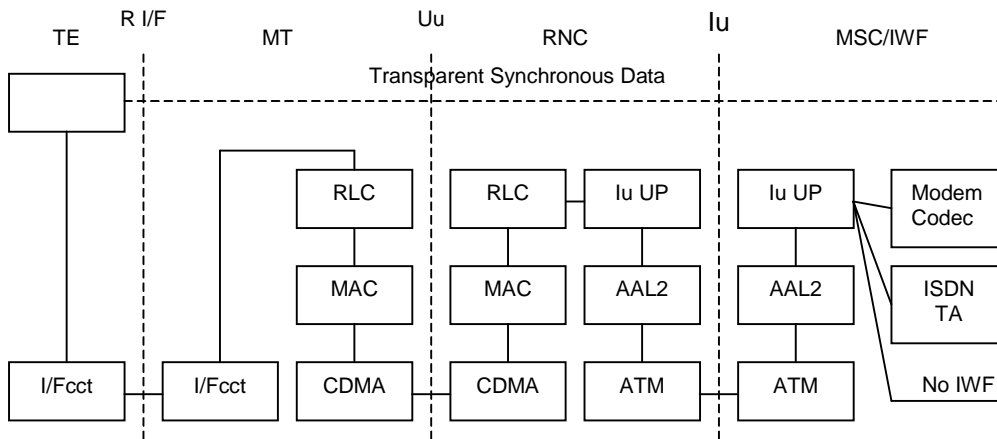 R I/F
Uu
Iu
TE
MT
RNC
MSC/IWF
Transparent Synchronous Data
RLC
RLC
Iu UP
Iu UP
Modem
Codec
MAC
MAC
AAL2
AAL2
ISDN
TA
I/Fcct
I/Fcct
CDMA
CDMA
ATM
ATM
No IWF